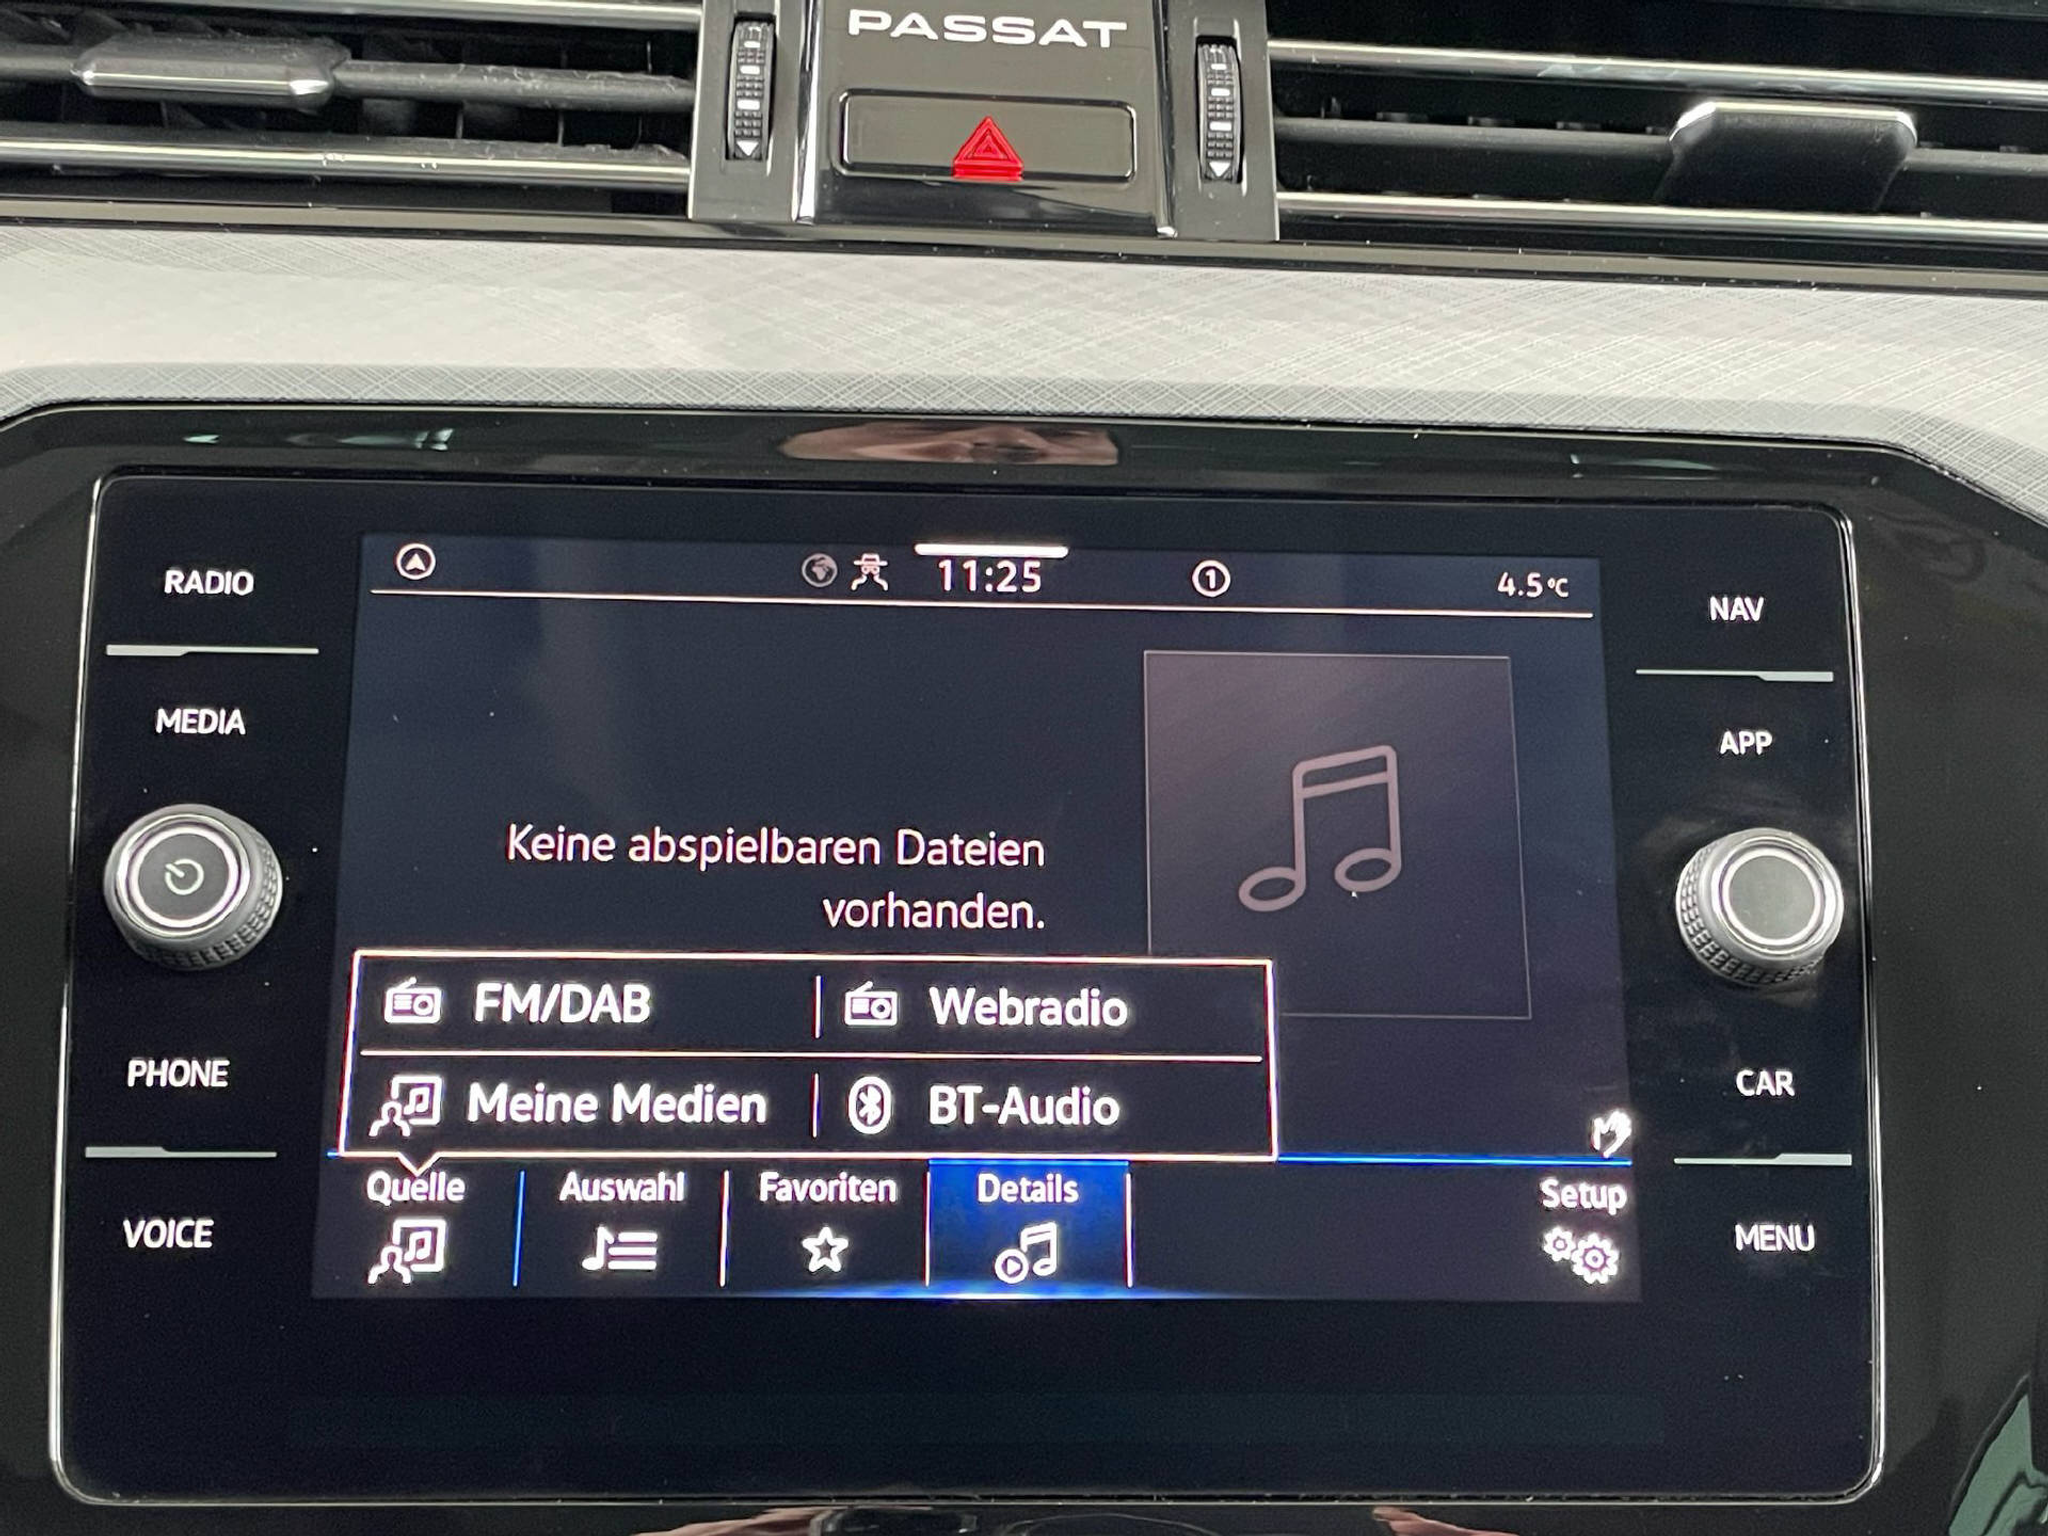 PASSAT
RADIO
MEDIA
PHONE
VOICE
11:25
1
4.5°C
Keine abspielbaren Dateien
vorhanden.
FM/DAB
Webradio
Meine Medien
BT-Audio
Quelle
Auswahl
Favoriten
Details
Setup
NAV
APP
CAR
MENU